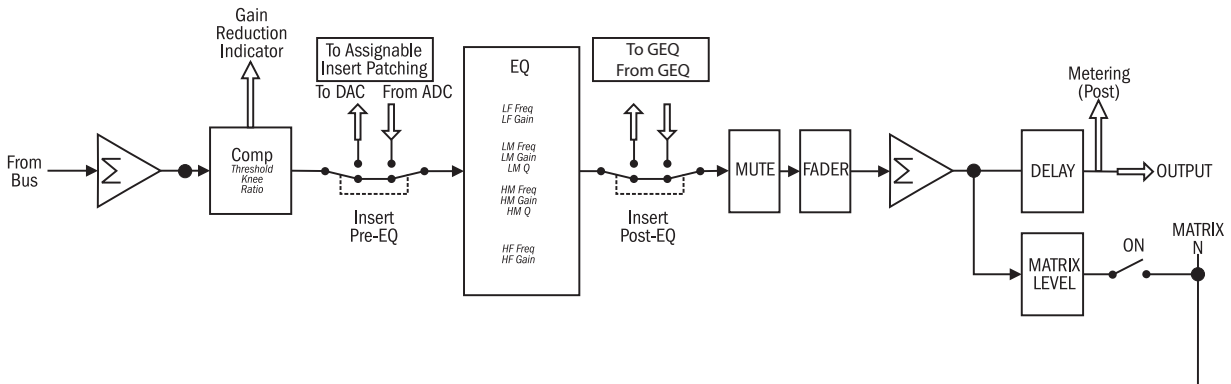 Gain
Reduction
Indicator
To Assignable
Insert Patching
To DAC From ADC
EQ
To GEQ
From GEQ
Metering
(Post)
LF Freq
LF Gain
LM Freq
LM Gain
LM Q
HM Freq
HM Gain
HM Q
HF Freq
HF Gain
From
Bus
Σ
Comp
Threshold
Knee
Ratio
Insert
Pre-EQ
Insert
Post-EQ
MUTE
FADER
Σ
DELAY
OUTPUT
MATRIX
LEVEL
ON
MATRIX
N